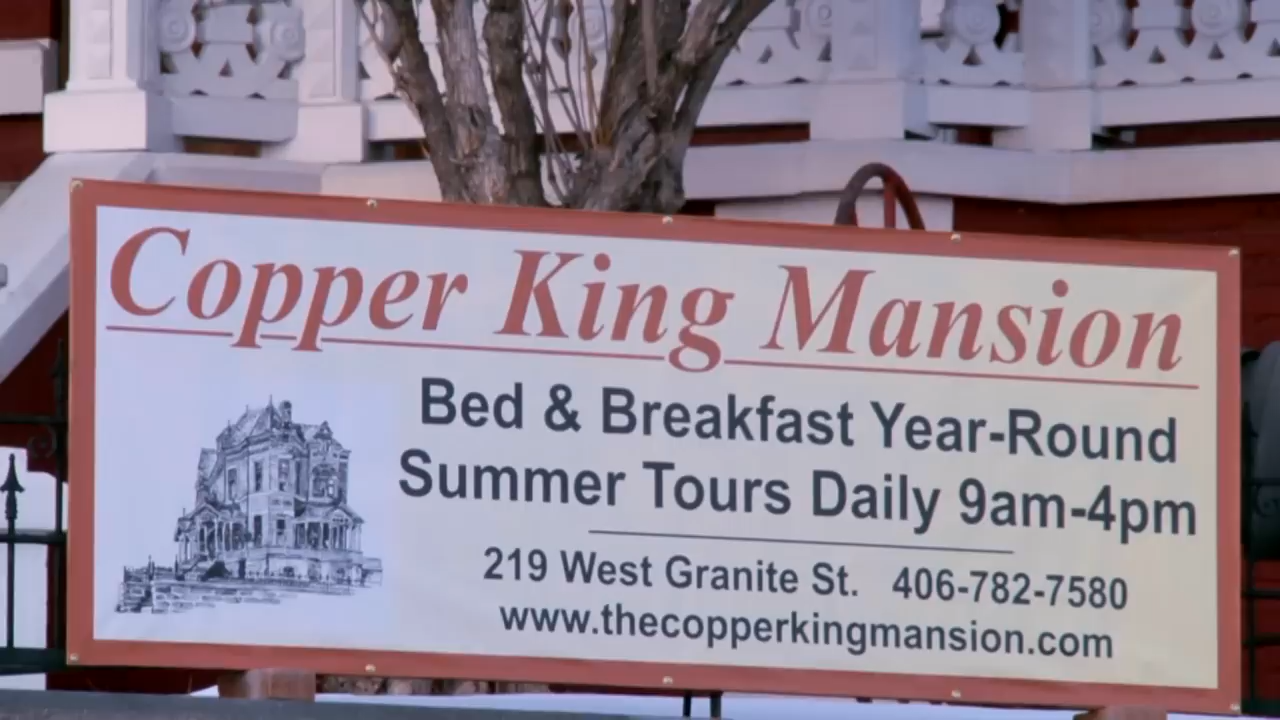 Copper King Mansion
Bed & Breakfast Year-Round
Summer Tours Daily 9am-4pm
219 West Granite St. 406-782-7580
www.thecopperkingmansion.com